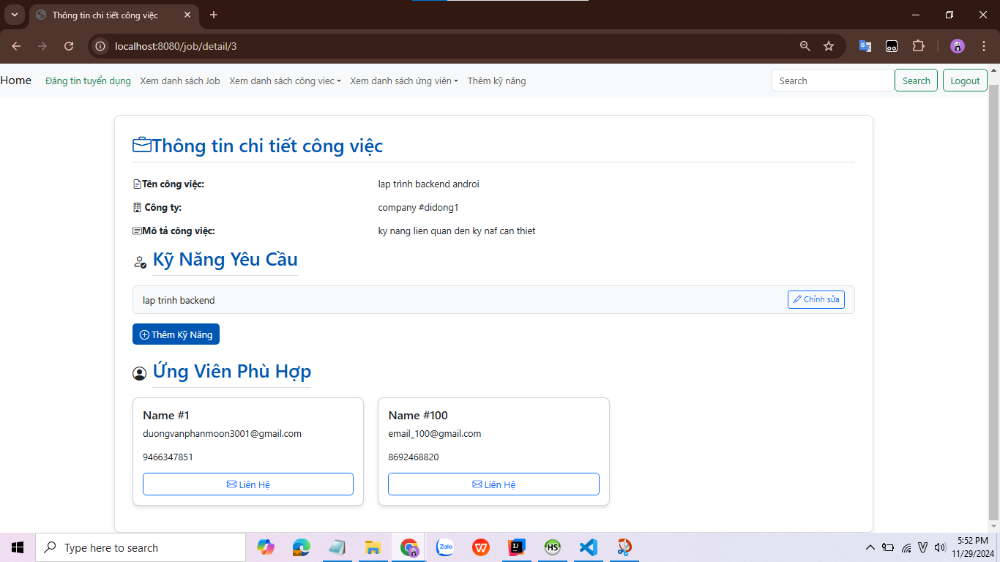 Thông tin chi tiết công việc
localhost:8080/job/detail/3
Home Đăng tin tuyển dụng Xem danh sách Job Xem danh sách công viec Xem danh sách ứng viên Thêm kỹ năng Search Search Logout
Thông tin chi tiết công việc
Tên công việc: lap trình backend androi
Công ty: company #didong1
Mô tả công việc: ky nang lien quan den ky naf can thiet
Kỹ Năng Yêu Cầu
lap trinh backend Chỉnh sửa
Thêm Kỹ Năng
Ứng Viên Phù Hợp
Name #1 Name #100
duongvanphanmoon3001@gmail.com email_100@gmail.com
9466347851 8692468820
Liên Hệ Liên Hệ
Type here to search Zalo W IJ HS V 5:52 PM
11/29/2024